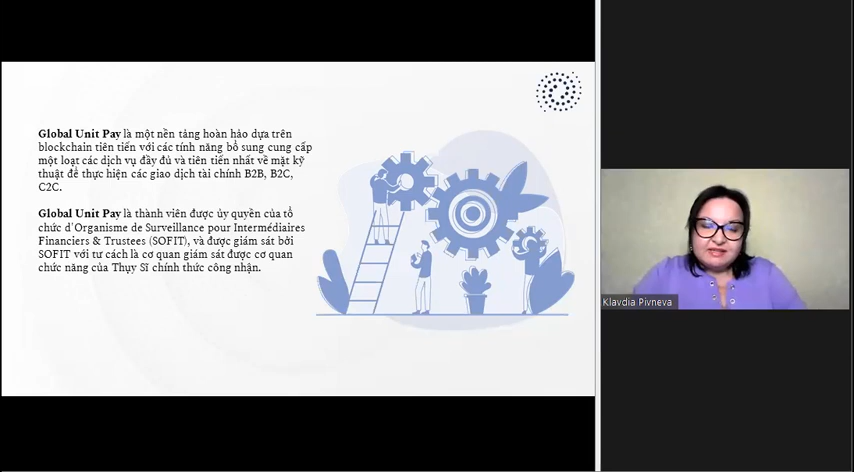 Global Unit Pay là một nền tảng hoàn hảo dựa trên
blockchain tiên tiến với các tính năng bổ sung cung cấp
một loạt các dịch vụ đầy đủ và tiên tiến nhất về mặt kỹ
thuật để thực hiện các giao dịch tài chính B2B, B2C,
C2C.
Global Unit Pay là thành viên được ủy quyền của tổ
chức d'Organisme de Surveillance pour Intermédiaires
Financiers & Trustees (SOFIT), và được giám sát bởi
SOFIT với tư cách là cơ quan giám sát được cơ quan
chức năng của Thụy Sĩ chính thức công nhận.
Klavdia Pivneva